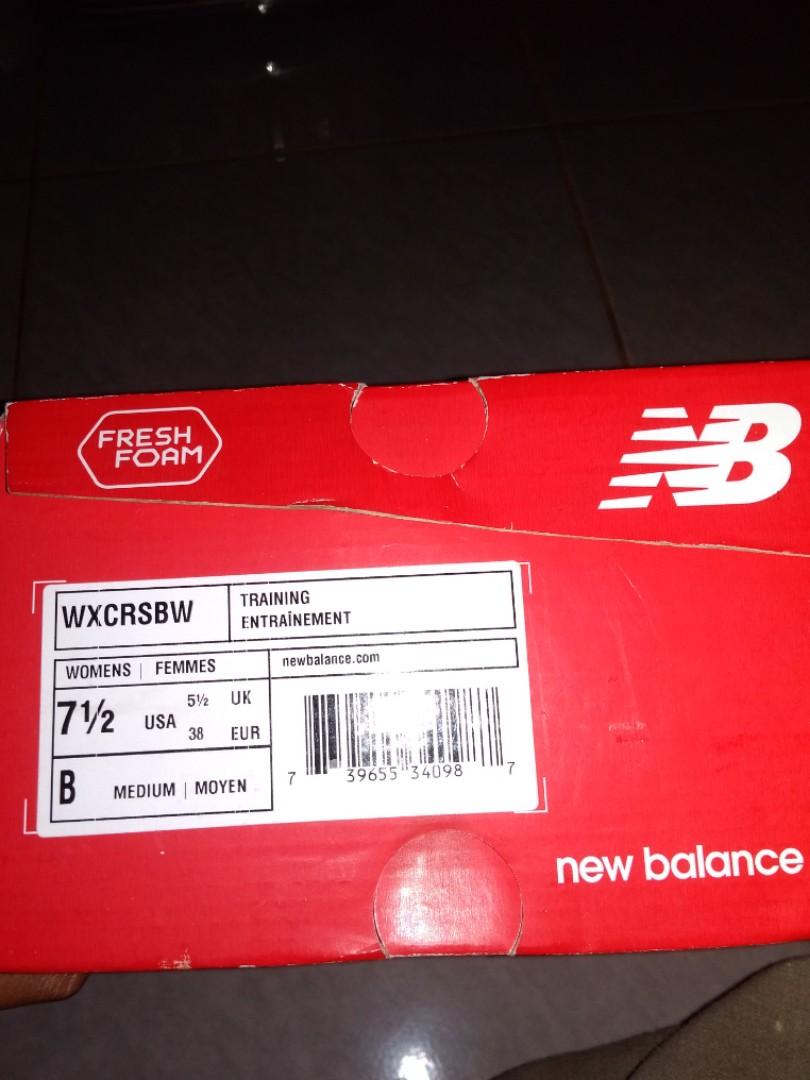 FRESH
FOAM
NB
WXCRSBW
TRAINING
ENTRAÎNEMENT
WOMENS | FEMMES
newbalance.com
7½ USA 5½ UK
38 EUR
B MEDIUM | MOYEN
7 39655 34098 7
new balance